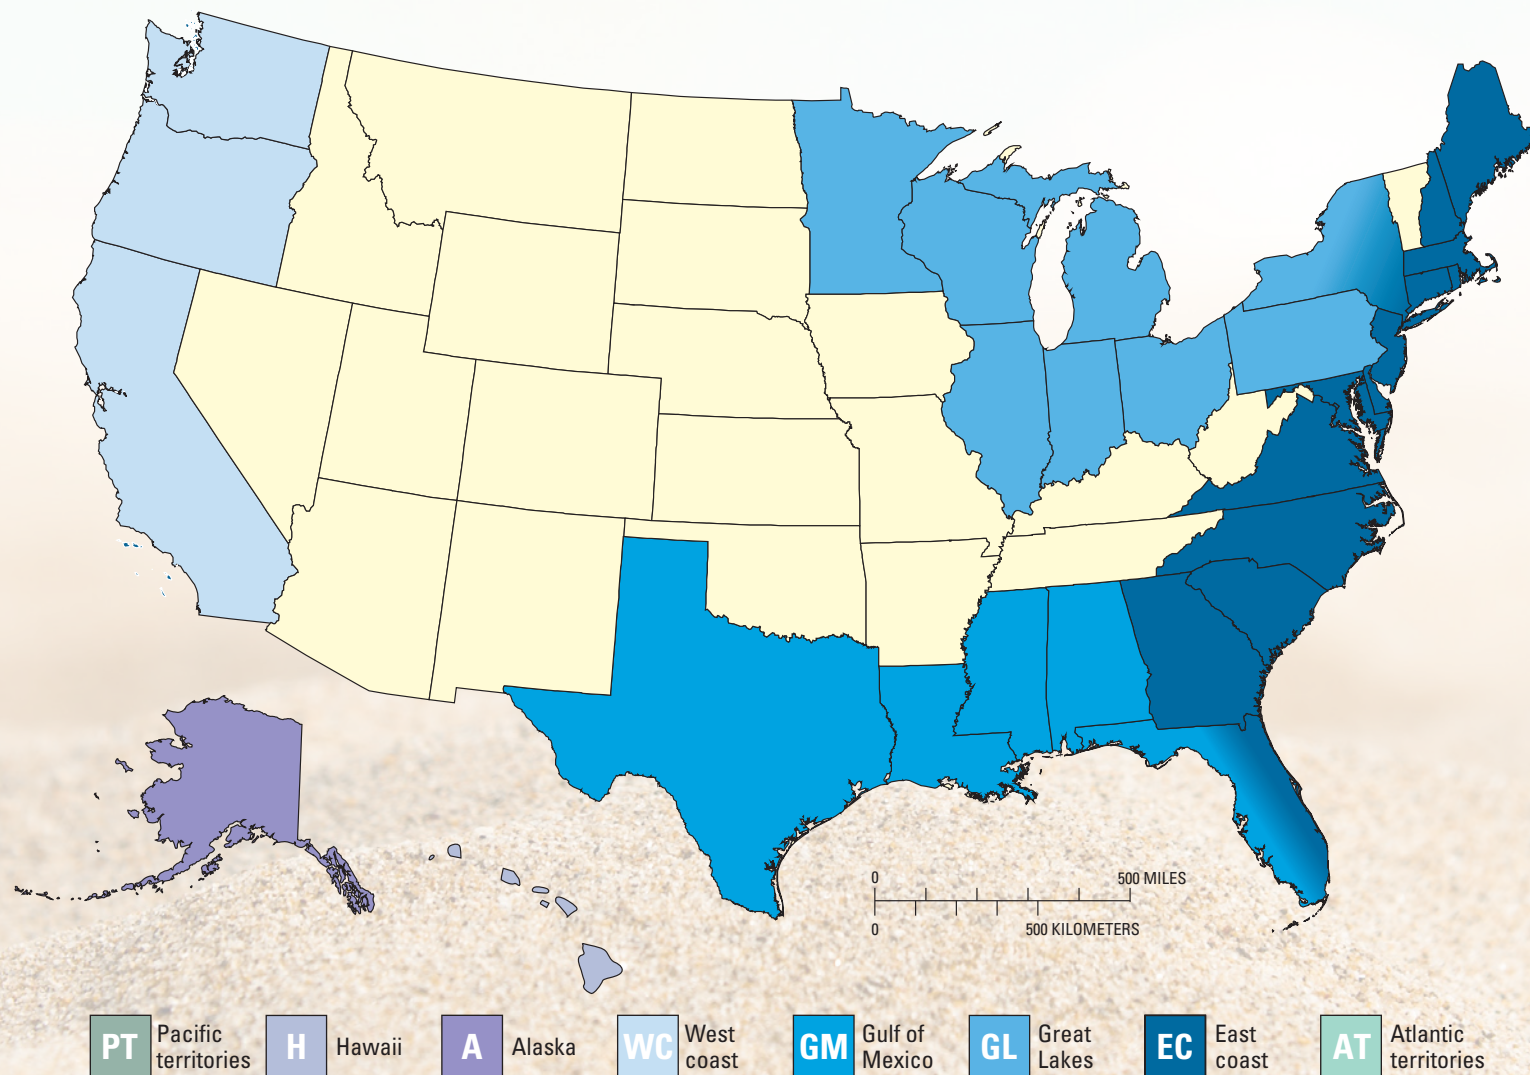 0
500 MILES
0
500 KILOMETERS
PT
Pacific
territories
H
Hawaii
A
Alaska
WC
West
coast
GM
Gulf of
Mexico
GL
Great
Lakes
EC
East
coast
AT
Atlantic
territories